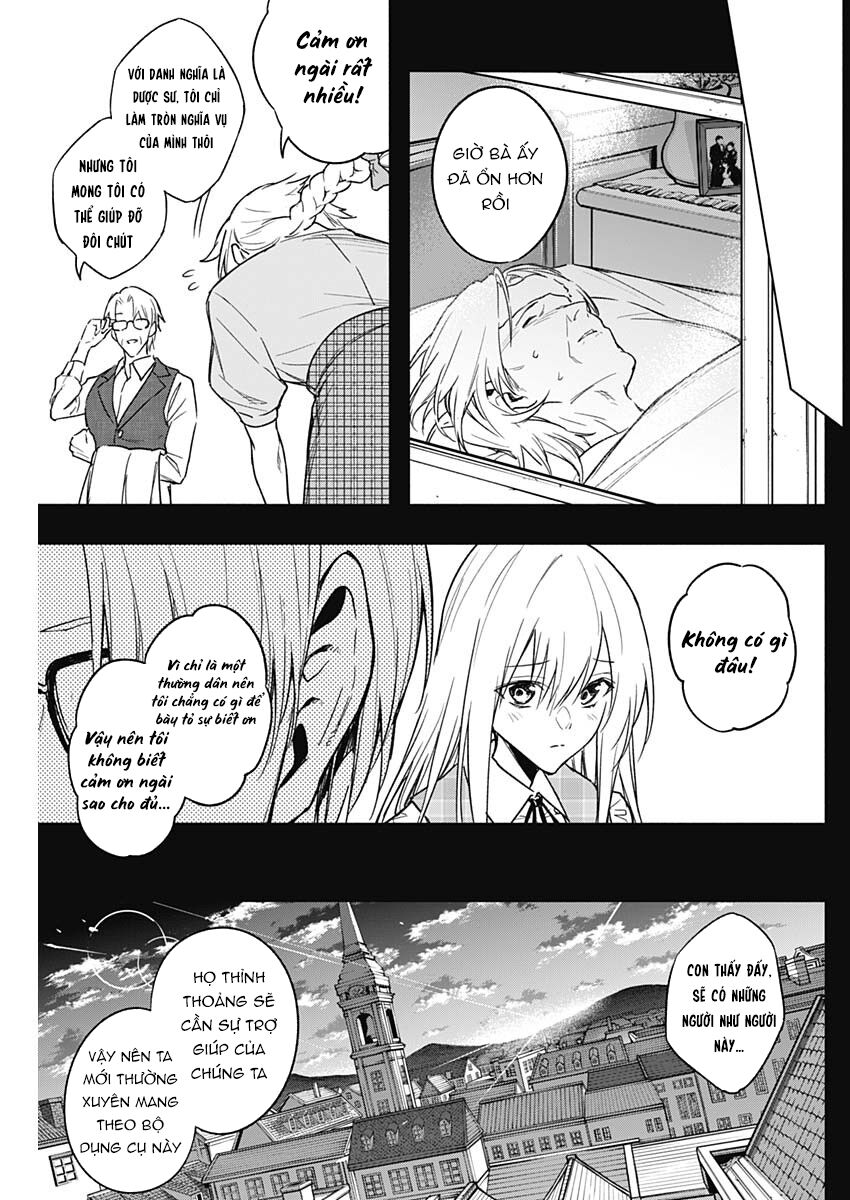 GIỜ BÀ ẤY
ĐÃ ỔN HƠN
RỒI
Cảm ơn
ngài rất
nhiều!
VỚI DANH NGHĨA LÀ
DƯỢC SƯ, TÔI CHỈ
LÀM TRÒN NGHĨA VỤ
CỦA MÌNH THÔI
NHƯNG TÔI
MONG TÔI CÓ
THỂ GIÚP ĐỠ
ĐÔI CHÚT
Không có gì
đâu!
Vì chỉ là một
thường dân nên
tôi chẳng có gì để
bày tỏ sự biết ơn
Vậy nên tôi
không biết
cảm ơn ngài
sao cho đủ...
CON THẤY ĐẤY,
SẼ CÓ NHỮNG
NGƯỜI NHƯ NGƯỜI
NÀY...
HỌ THỈNH
THOẢNG SẼ
CẦN SỰ TRỢ
GIÚP CỦA
CHÚNG TA
VẬY NÊN TA
MỚI THƯỜNG
XUYÊN MANG
THEO BỘ
DỤNG CỤ NÀY